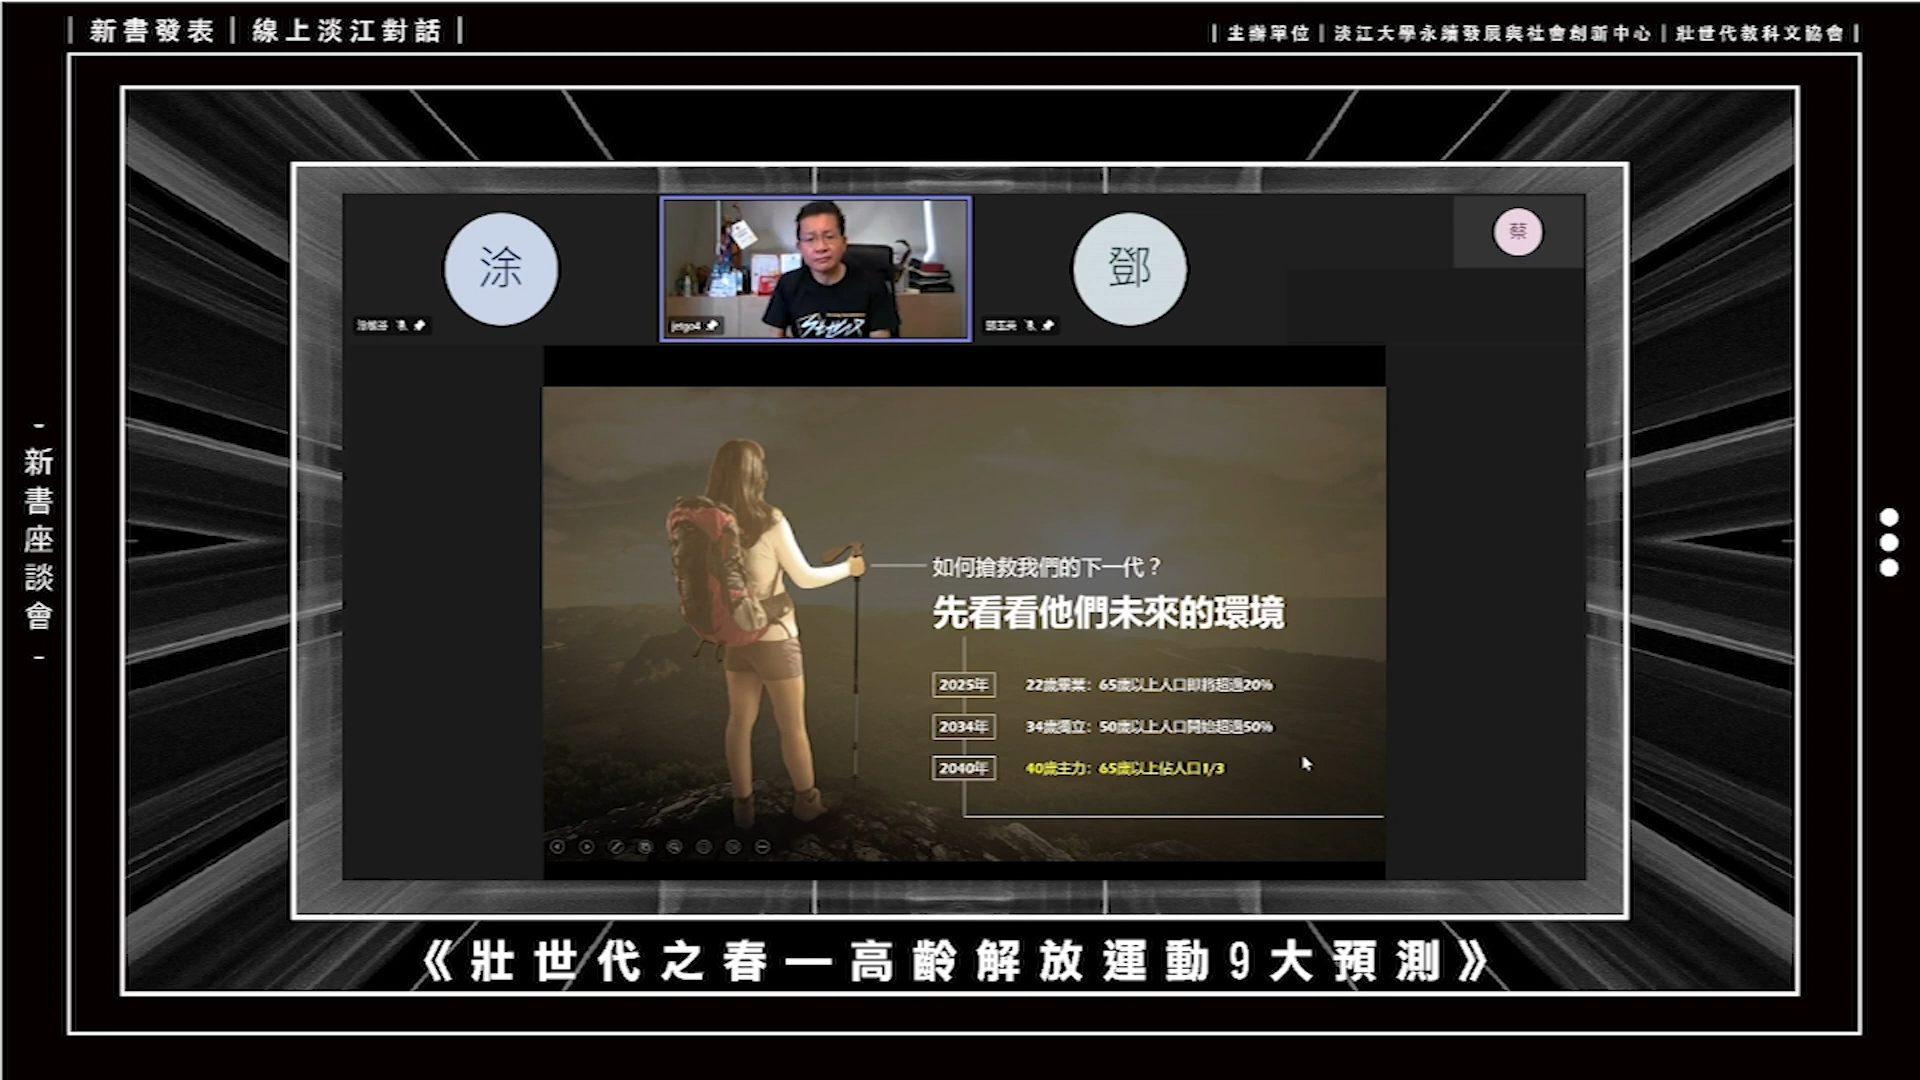 ｜新書發表｜線上淡江對話｜
｜主辦單位｜淡江大學永續發展與社會創新中心｜壯世代教科文協會｜
- 新書座談會 -
涂
鄧
蔡
jetgo4
如何搶救我們的下一代？
先看看他們未來的環境
2025年 22歲畢業：65歲以上人口即將超過20%
2034年 34歲獨立：50歲以上人口開始超過50%
2040年 40歲主力：65歲以上佔人口1/3
《壯世代之春—高齡解放運動9大預測》